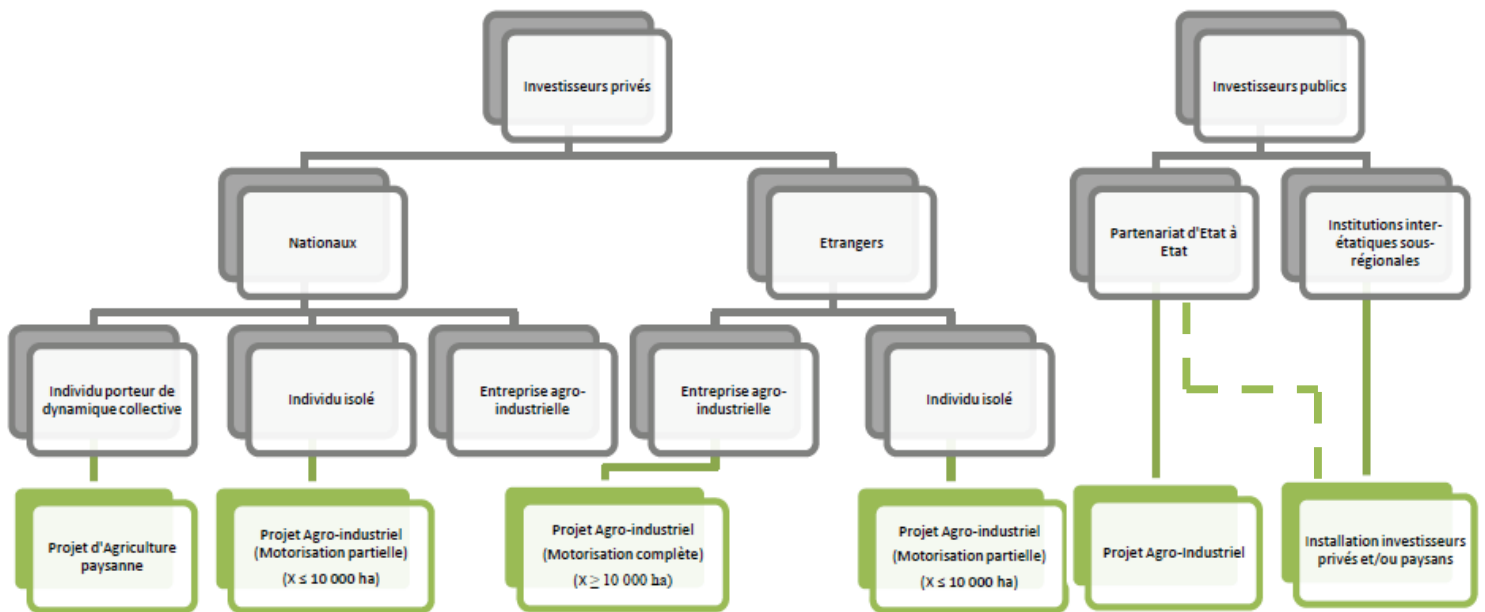 Investisseurs privés
Investisseurs publics
Nationaux
Etrangers
Partenariat d'Etat à
Etat
Institutions inter-
étatiques sous-
régionales
Individu porteur de
dynamique collective
Individu isolé
Entreprise agro-
industrielle
Entreprise agro-
industrielle
Individu isolé
Projet d'Agriculture
paysanne
Projet Agro-industriel
(Motorisation partielle)
(X ≤ 10 000 ha)
Projet Agro-industriel
(Motorisation complète)
(X ≥ 10 000 ha)
Projet Agro-industriel
(Motorisation partielle)
(X ≤ 10 000 ha)
Projet Agro-Industriel
Installation investisseurs
privés et/ou paysans